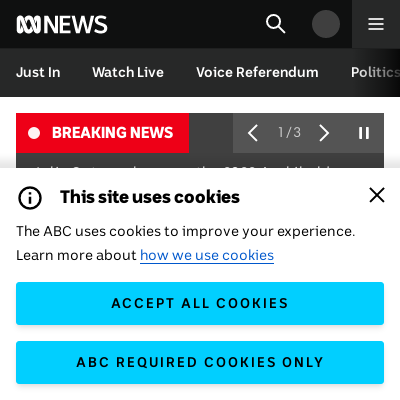 NEWS
Just In Watch Live Voice Referendum Politics
BREAKING NEWS 1/3
This site uses cookies
The ABC uses cookies to improve your experience.
Learn more about how we use cookies
ACCEPT ALL COOKIES
ABC REQUIRED COOKIES ONLY